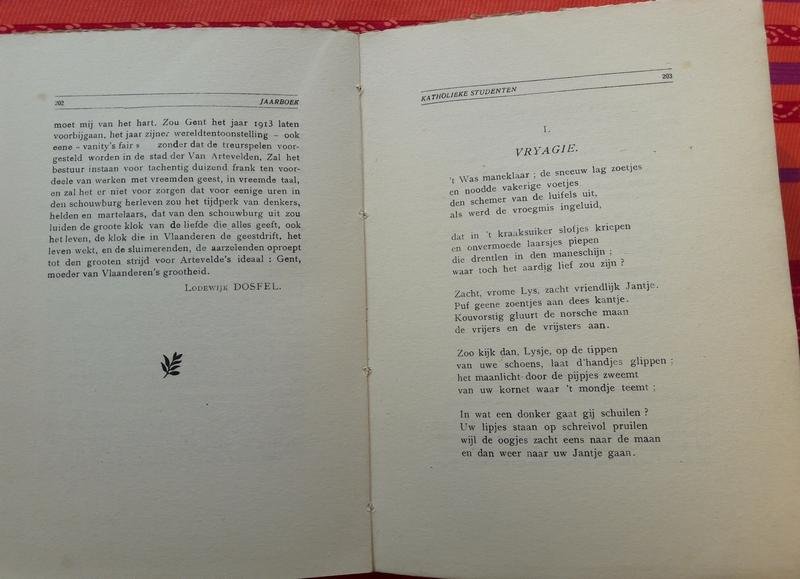 202 JAARBOEK
moet mij van het hart. Zou Gent het jaar 1913 laten
voorbijgaan, het jaar zijner wereldtentoonstelling - ook
eene - vanity's fair » zonder dat de treurspelen voor-
gesteld worden in de stad der Van Artevelden. Zal het
bestuur instaan voor tachtig duizend frank ten voor-
deele van werken met vreemden geest, in vreemde taal,
en zal het er niet voor zorgen dat voor eenige uren in
den schouwburg herleven zou het tijdperk van denkers,
helden en martelaars, dat van den schouwburg uit zou
luiden de groote klok van de liefde die alles geeft, ook
het leven, de klok die in Vlaanderen de geestdrift, het
leven wekt, en de sluimerenden, de aarzelenden oproept
tot den grooten strijd voor Artevelde's ideaal : Gent,
moeder van Vlaanderen's grootheid.
Lodewijk DOSFEL.
KATHOLIEKE STUDENTEN 203
I.
VRYAGIE.
't Was maneklaar ; de sneeuw lag zoetjes
en noodde vakerige voetjes
den schemer van de luifels uit,
als werd de vroegmis ingeluid,
dat in 't kraaksuiker slofjes kriepen
en onvermoede laarsjes piepen
die drentlen in den maneschijn ;
waar toch het aardig lief zou zijn ?
Zacht, vrome Lys, zacht vriendlijk Jantje.
Puf geene zoentjes aan dees kantje.
Kouvorstig gluurt de norsche maan
de vrijers en de vrijsters aan.
Zoo kijk dan, Lysje, op de tippen
van uwe schoens, laat d'handjes glippen ;
het maanlicht door de pijpjes zweemt
van uw kornet waar 't mondje teemt ;
In wat een donker gaat gij schuilen ?
Uw lipjes staan op schreivol pruilen
wijl de oogjes zacht eens naar de maan
en dan weer naar uw Jantje gaan.